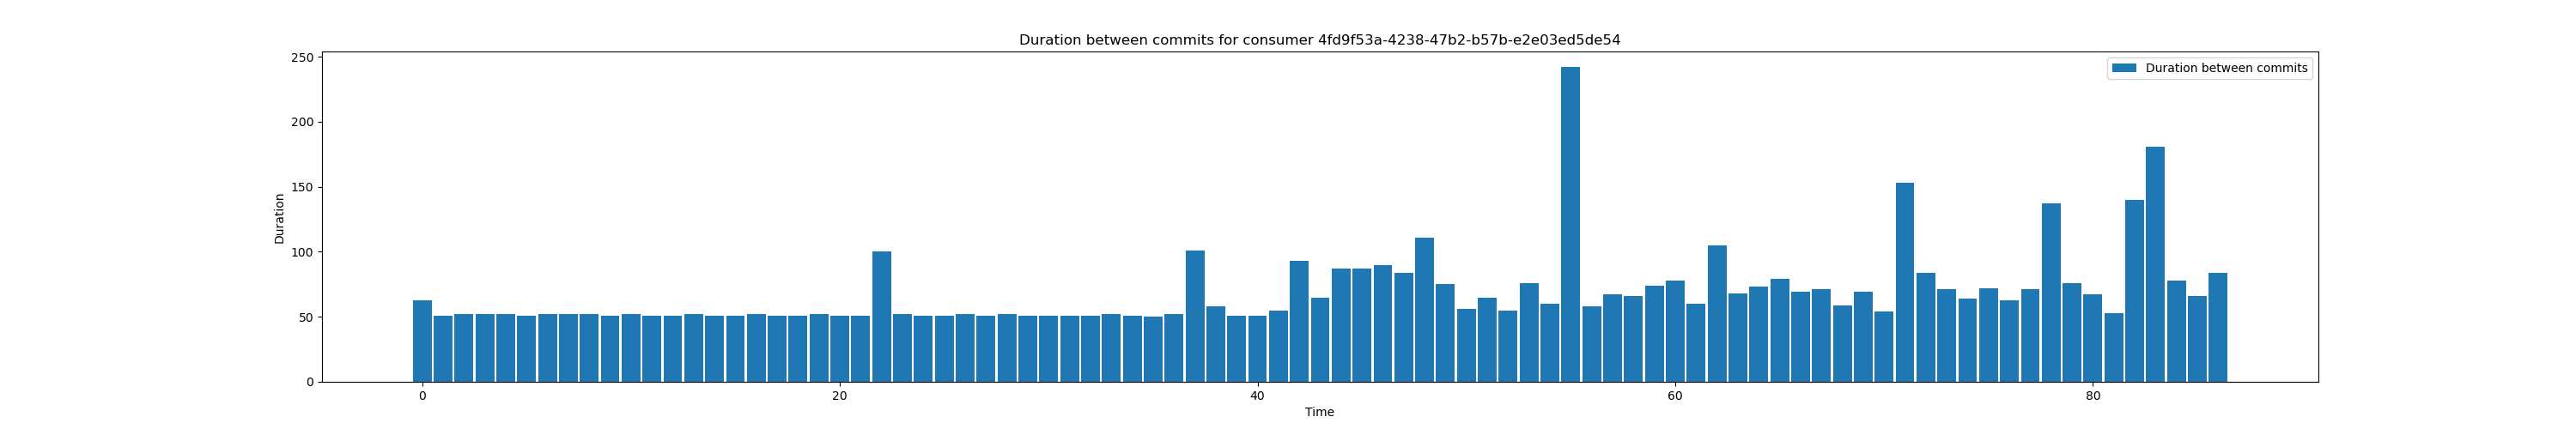 Duration between commits for consumer 4fd9f53a-4238-47b2-b57b-e2e03ed5de54
Duration between commits
250
200
150
100
50
0
Duration
0 20 40 60 80
Time